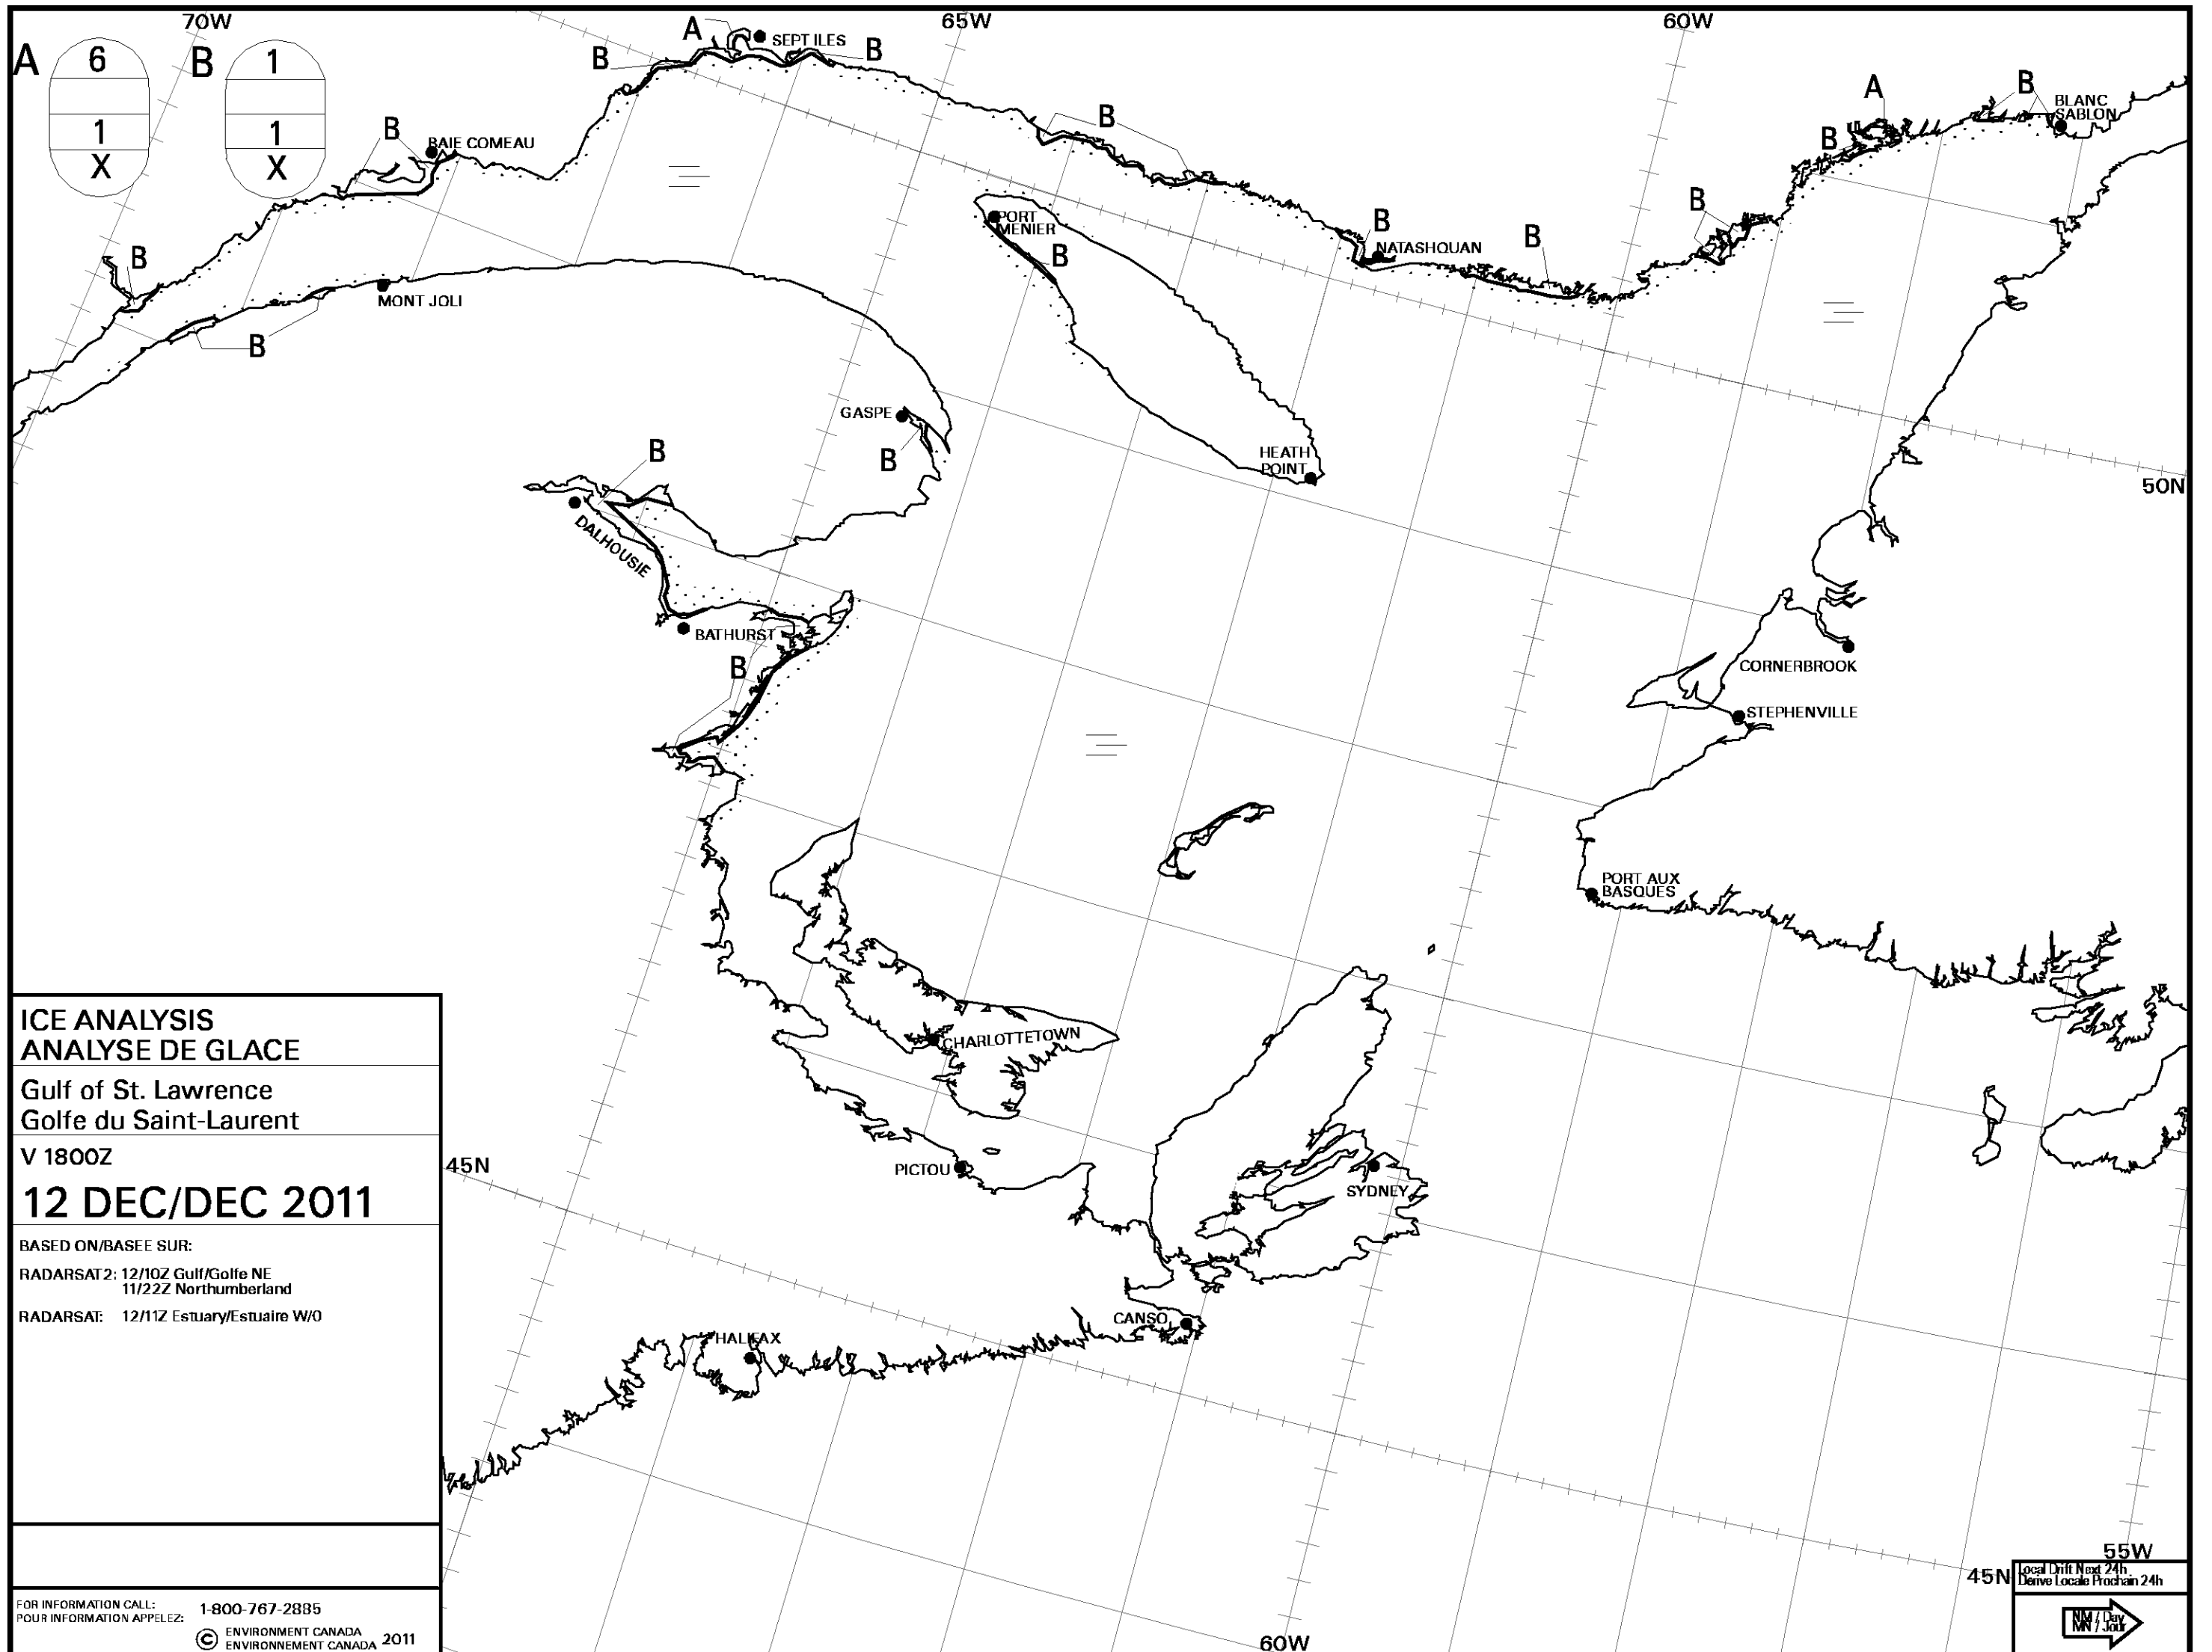 70W
65W
60W
A
6
1
X
B
1
1
X
A
SEPT ILES
B
B
A
B
BLANC
SABLON
B
B
BAIE COMEAU
B
B
B
PORT
MENIER
B
B
NATASHQUAN
B
B
MONT JOLI
B
GASPE
B
B
HEATH
POINT
50N
DALHOUSIE
BATHURST
B
CORNERBROOK
STEPHENVILLE
PORT AUX
BASQUES
CHARLOTTETOWN
PICTOU
SYDNEY
CANSO
HALIFAX
45N
ICE ANALYSIS
ANALYSE DE GLACE
Gulf of St. Lawrence
Golfe du Saint-Laurent
V 1800Z
12 DEC/DEC 2011
BASED ON/BASEE SUR:
RADARSAT2: 12/10Z Gulf/Golfe NE
11/22Z Northumberland
RADARSAT: 12/11Z Estuary/Estuaire W/O
FOR INFORMATION CALL:
POUR INFORMATION APPELEZ:
1-800-767-2885
© ENVIRONMENT CANADA
ENVIRONNEMENT CANADA 2011
60W
55W
45N
Local Drift Next 24h
Derive Locale Prochain 24h
NM / Day
MN / Jour